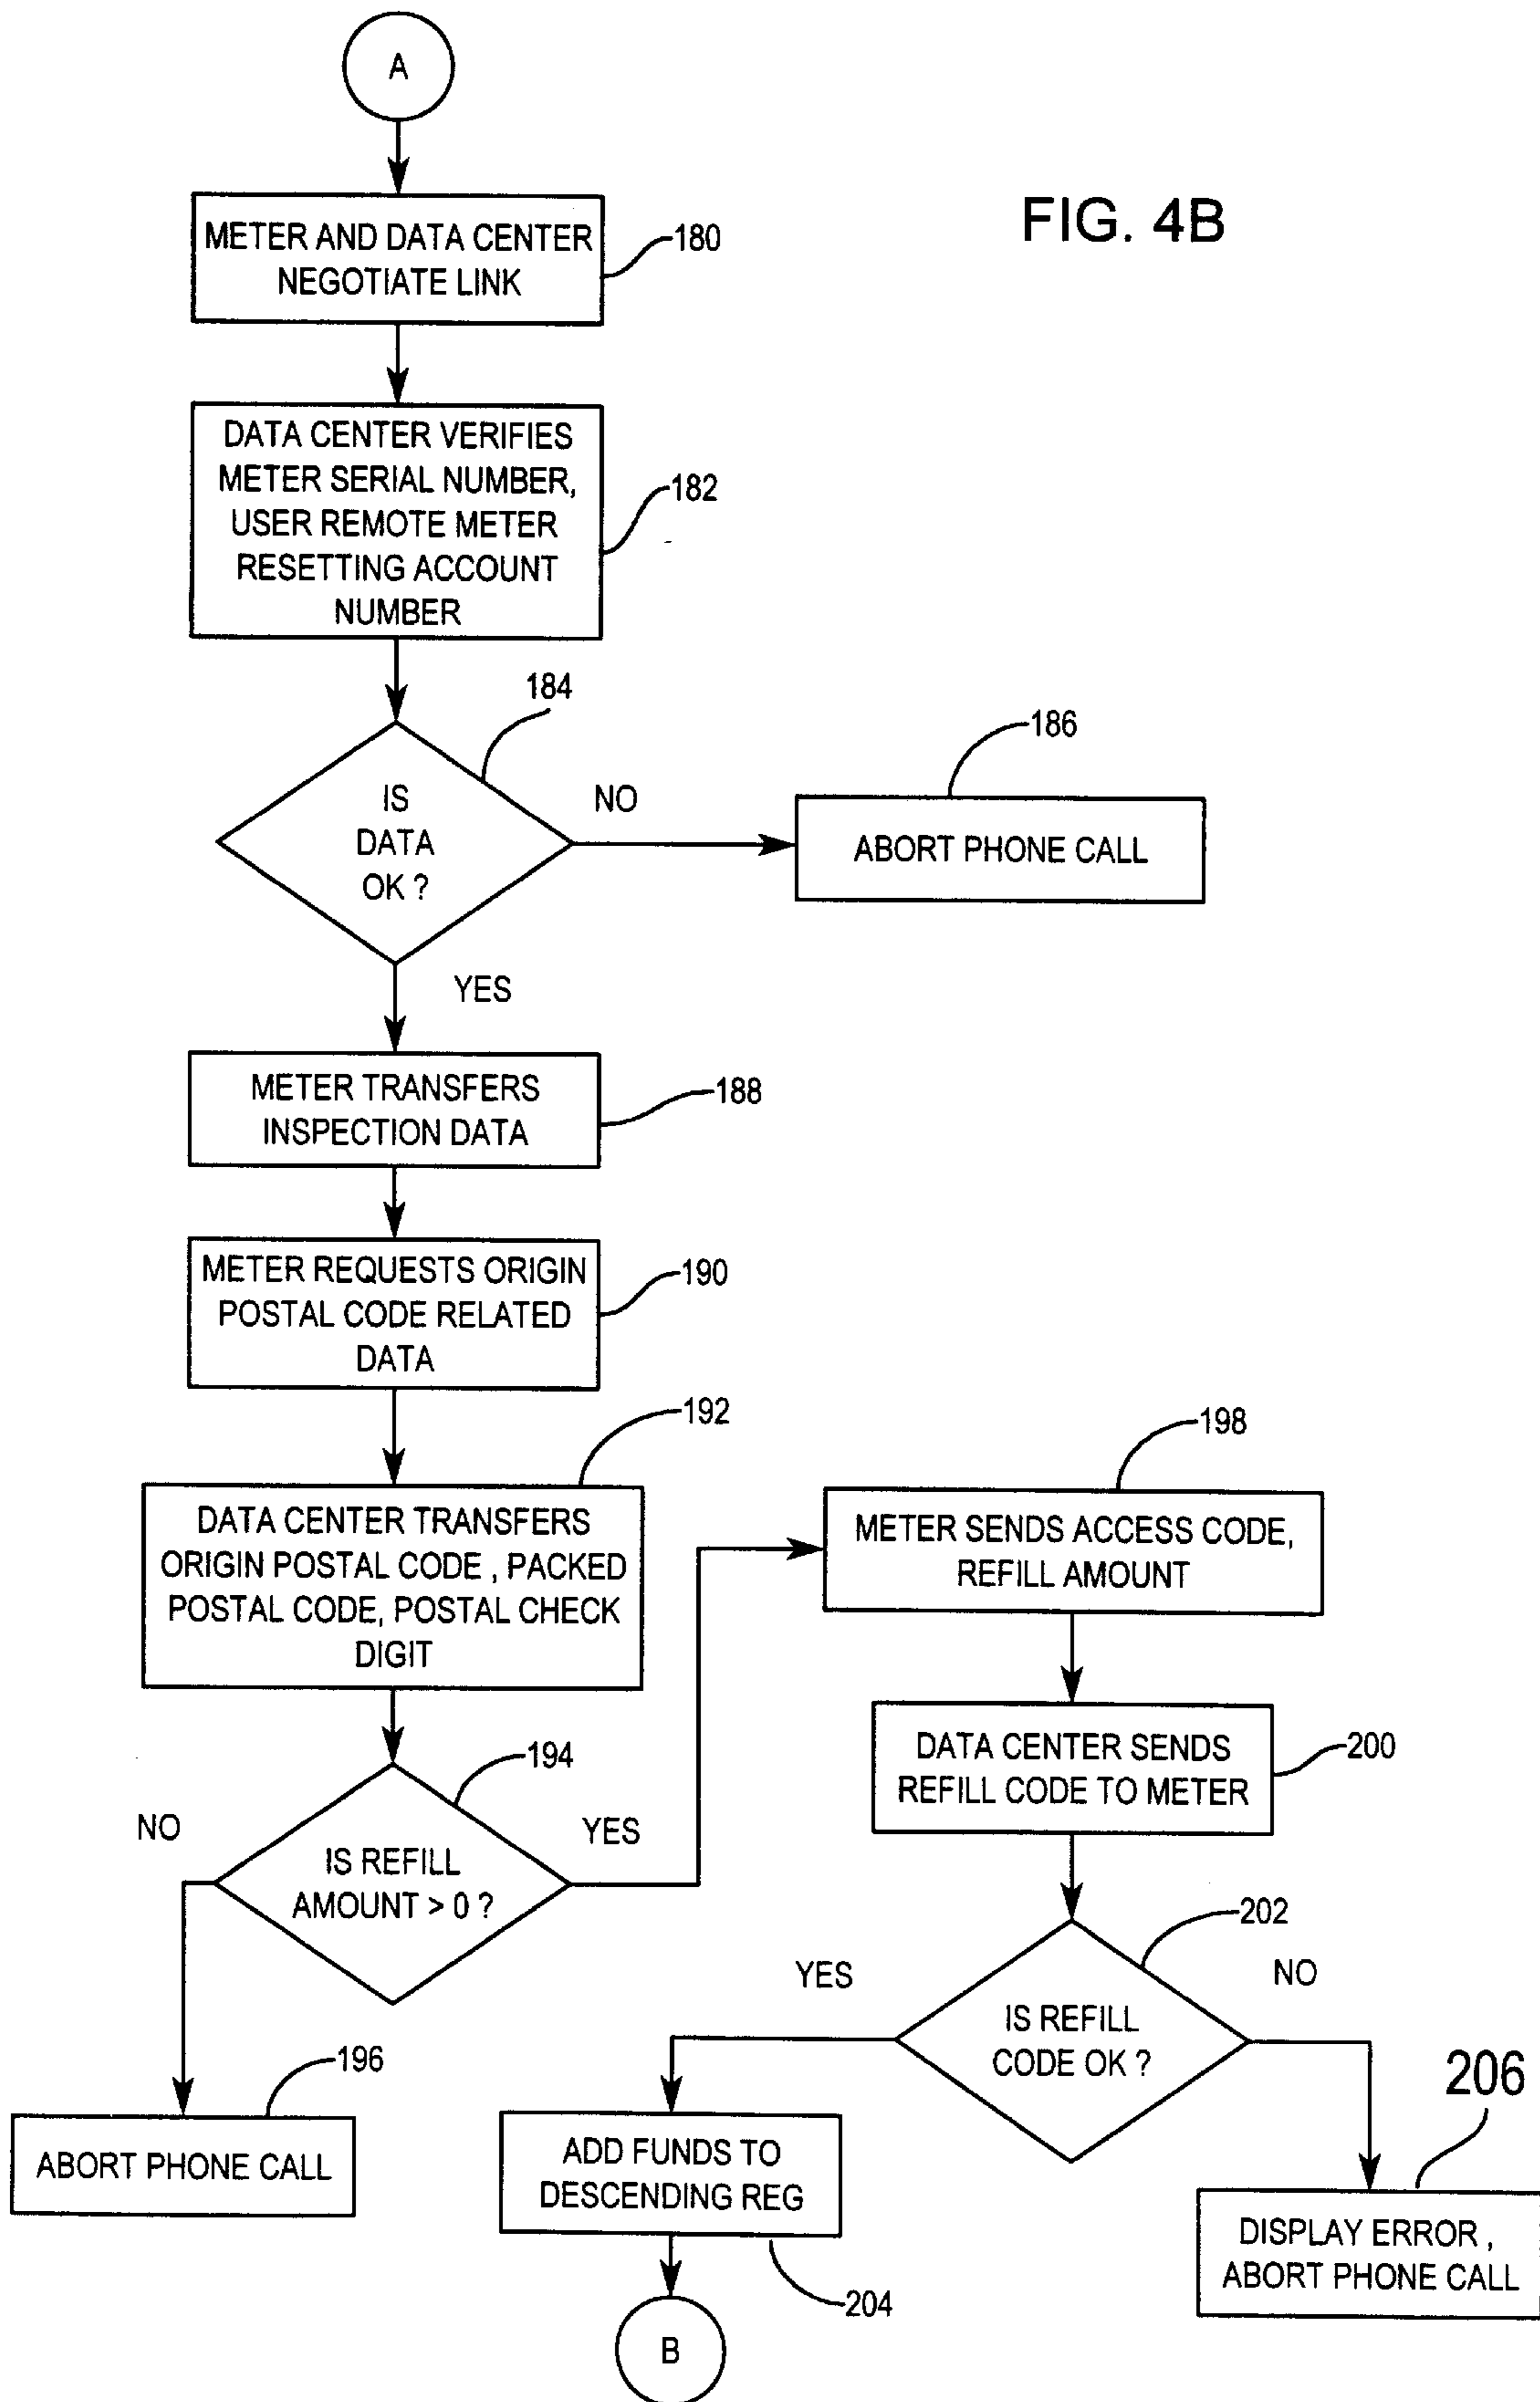 A
FIG. 4B
METER AND DATA CENTER
NEGOTIATE LINK
180
DATA CENTER VERIFIES
METER SERIAL NUMBER,
USER REMOTE METER
RESETTING ACCOUNT
NUMBER
182
184
IS
DATA
OK ?
NO
186
ABORT PHONE CALL
YES
METER TRANSFERS
INSPECTION DATA
188
METER REQUESTS ORIGIN
POSTAL CODE RELATED
DATA
190
192
DATA CENTER TRANSFERS
ORIGIN POSTAL CODE , PACKED
POSTAL CODE, POSTAL CHECK
DIGIT
194
NO
YES
IS REFILL
AMOUNT > 0 ?
196
ABORT PHONE CALL
198
METER SENDS ACCESS CODE,
REFILL AMOUNT
DATA CENTER SENDS
REFILL CODE TO METER
200
202
YES
NO
IS REFILL
CODE OK ?
ADD FUNDS TO
DESCENDING REG
204
206
DISPLAY ERROR ,
ABORT PHONE CALL
B